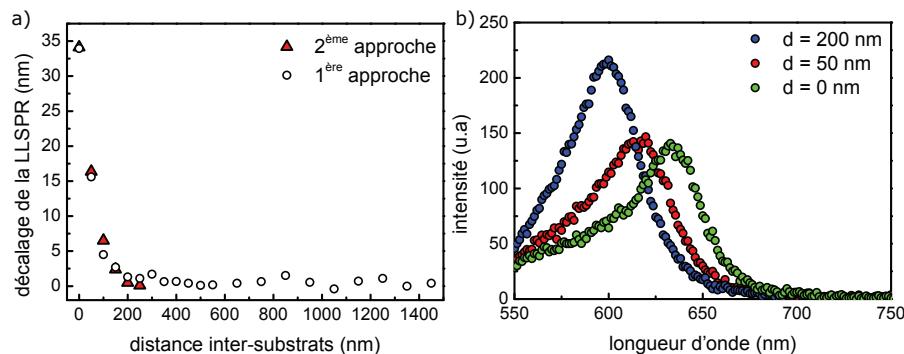 a)
décalage de la LLSPR (nm)
35
30
25
20
15
10
5
0
2ème approche
1ère approche
0 200 400 600 800 1000 1200 1400
distance inter-substrats (nm)
b)
intensité (u.a)
250
200
150
100
50
0
d = 200 nm
d = 50 nm
d = 0 nm
550 600 650 700 750
longueur d'onde (nm)